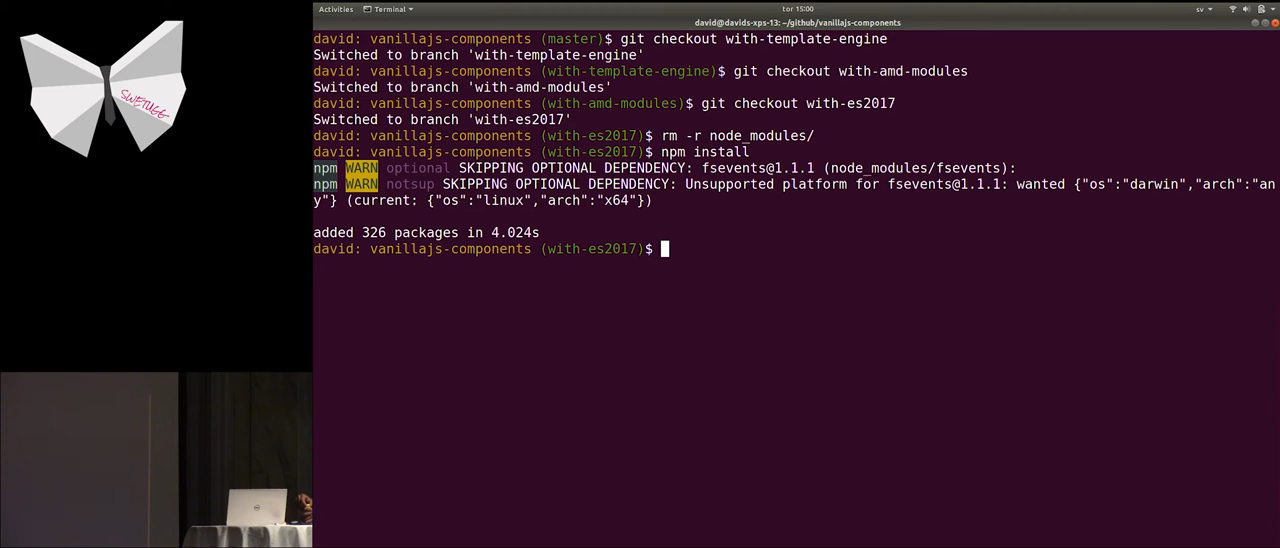 SWETUGG
Activities Terminal tor 15:00 sv
david@davids-xps-13: ~/github/vanillajs-components
david: vanillajs-components (master)$ git checkout with-template-engine
Switched to branch 'with-template-engine'
david: vanillajs-components (with-template-engine)$ git checkout with-amd-modules
Switched to branch 'with-amd-modules'
david: vanillajs-components (with-amd-modules)$ git checkout with-es2017
Switched to branch 'with-es2017'
david: vanillajs-components (with-es2017)$ rm -r node_modules/
david: vanillajs-components (with-es2017)$ npm install
npm WARN optional SKIPPING OPTIONAL DEPENDENCY: fsevents@1.1.1 (node_modules/fsevents):
npm WARN notsup SKIPPING OPTIONAL DEPENDENCY: Unsupported platform for fsevents@1.1.1: wanted {"os":"darwin","arch":"an
y"} (current: {"os":"linux","arch":"x64"})
added 326 packages in 4.024s
david: vanillajs-components (with-es2017)$